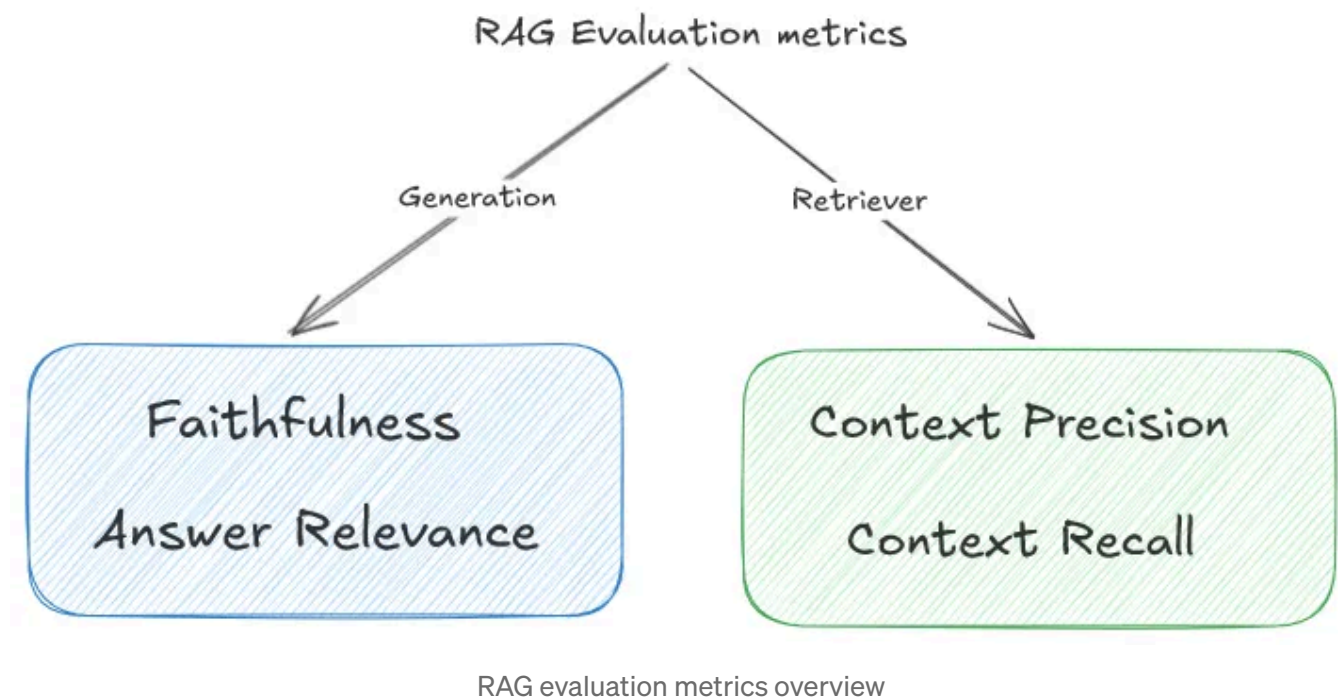 RAG Evaluation metrics
Generation
Retriever
Faithfulness
Answer Relevance
Context Precision
Context Recall
RAG evaluation metrics overview